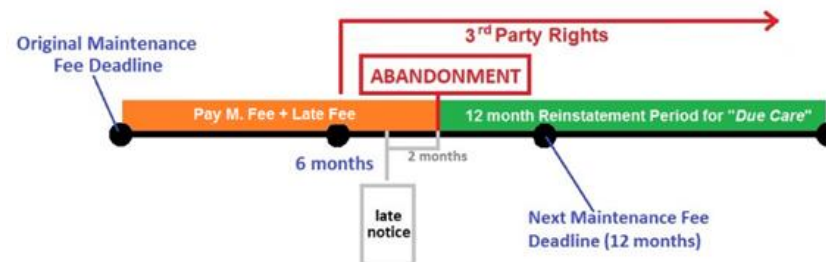 3rd Party Rights
Original Maintenance
Fee Deadline
ABANDONMENT
Pay M. Fee + Late Fee
12 month Reinstatement Period for "Due Care"
6 months
2 months
late
notice
Next Maintenance Fee
Deadline (12 months)